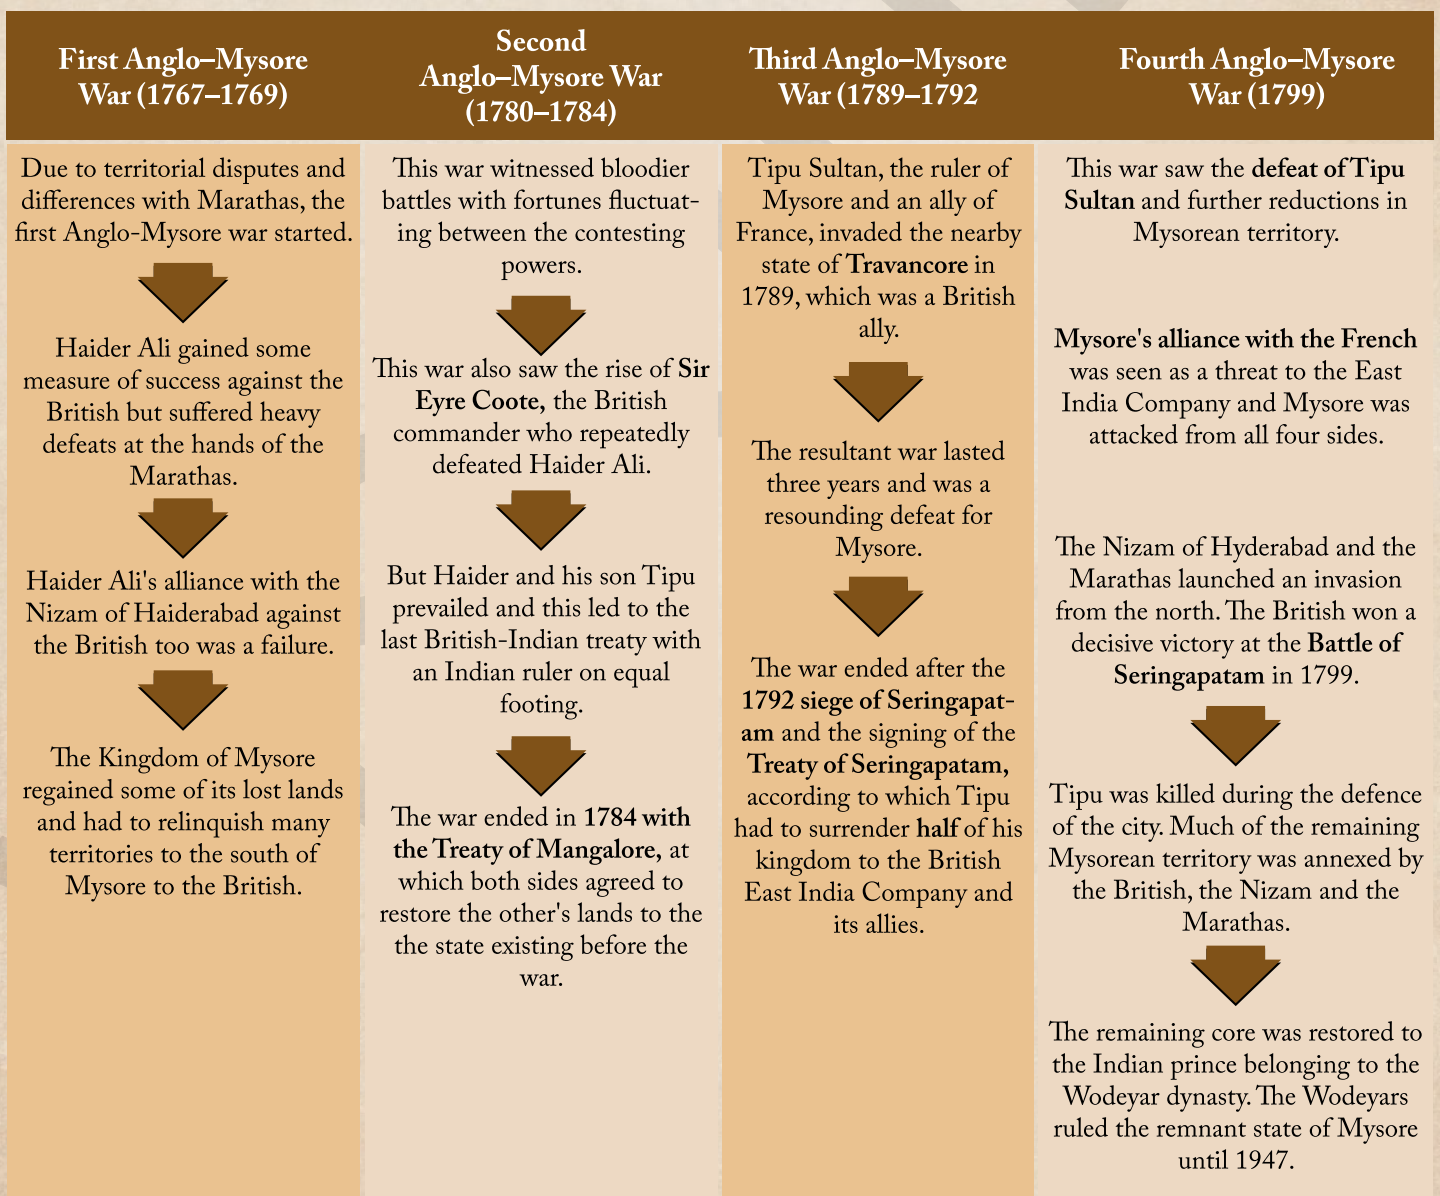 First Anglo–Mysore
War (1767–1769)
Second
Anglo–Mysore War
(1780–1784)
Third Anglo–Mysore
War (1789–1792
Fourth Anglo–Mysore
War (1799)
Due to territorial disputes and
differences with Marathas, the
first Anglo-Mysore war started.
Haider Ali gained some
measure of success against the
British but suffered heavy
defeats at the hands of the
Marathas.
Haider Ali's alliance with the
Nizam of Haiderabad against
the British too was a failure.
The Kingdom of Mysore
regained some of its lost lands
and had to relinquish many
territories to the south of
Mysore to the British.
This war witnessed bloodier
battles with fortunes fluctuat-
ing between the contesting
powers.
This war also saw the rise of Sir
Eyre Coote, the British
commander who repeatedly
defeated Haider Ali.
But Haider and his son Tipu
prevailed and this led to the
last British-Indian treaty with
an Indian ruler on equal
footing.
The war ended in 1784 with
the Treaty of Mangalore, at
which both sides agreed to
restore the other's lands to the
the state existing before the
war.
Tipu Sultan, the ruler of
Mysore and an ally of
France, invaded the nearby
state of Travancore in
1789, which was a British
ally.
The resultant war lasted
three years and was a
resounding defeat for
Mysore.
The war ended after the
1792 siege of Seringapat-
am and the signing of the
Treaty of Seringapatam,
according to which Tipu
had to surrender half of his
kingdom to the British
East India Company and
its allies.
This war saw the defeat of Tipu
Sultan and further reductions in
Mysorean territory.
Mysore's alliance with the French
was seen as a threat to the East
India Company and Mysore was
attacked from all four sides.
The Nizam of Hyderabad and the
Marathas launched an invasion
from the north. The British won a
decisive victory at the Battle of
Seringapatam in 1799.
Tipu was killed during the defence
of the city. Much of the remaining
Mysorean territory was annexed by
the British, the Nizam and the
Marathas.
The remaining core was restored to
the Indian prince belonging to the
Wodeyar dynasty. The Wodeyars
ruled the remnant state of Mysore
until 1947.